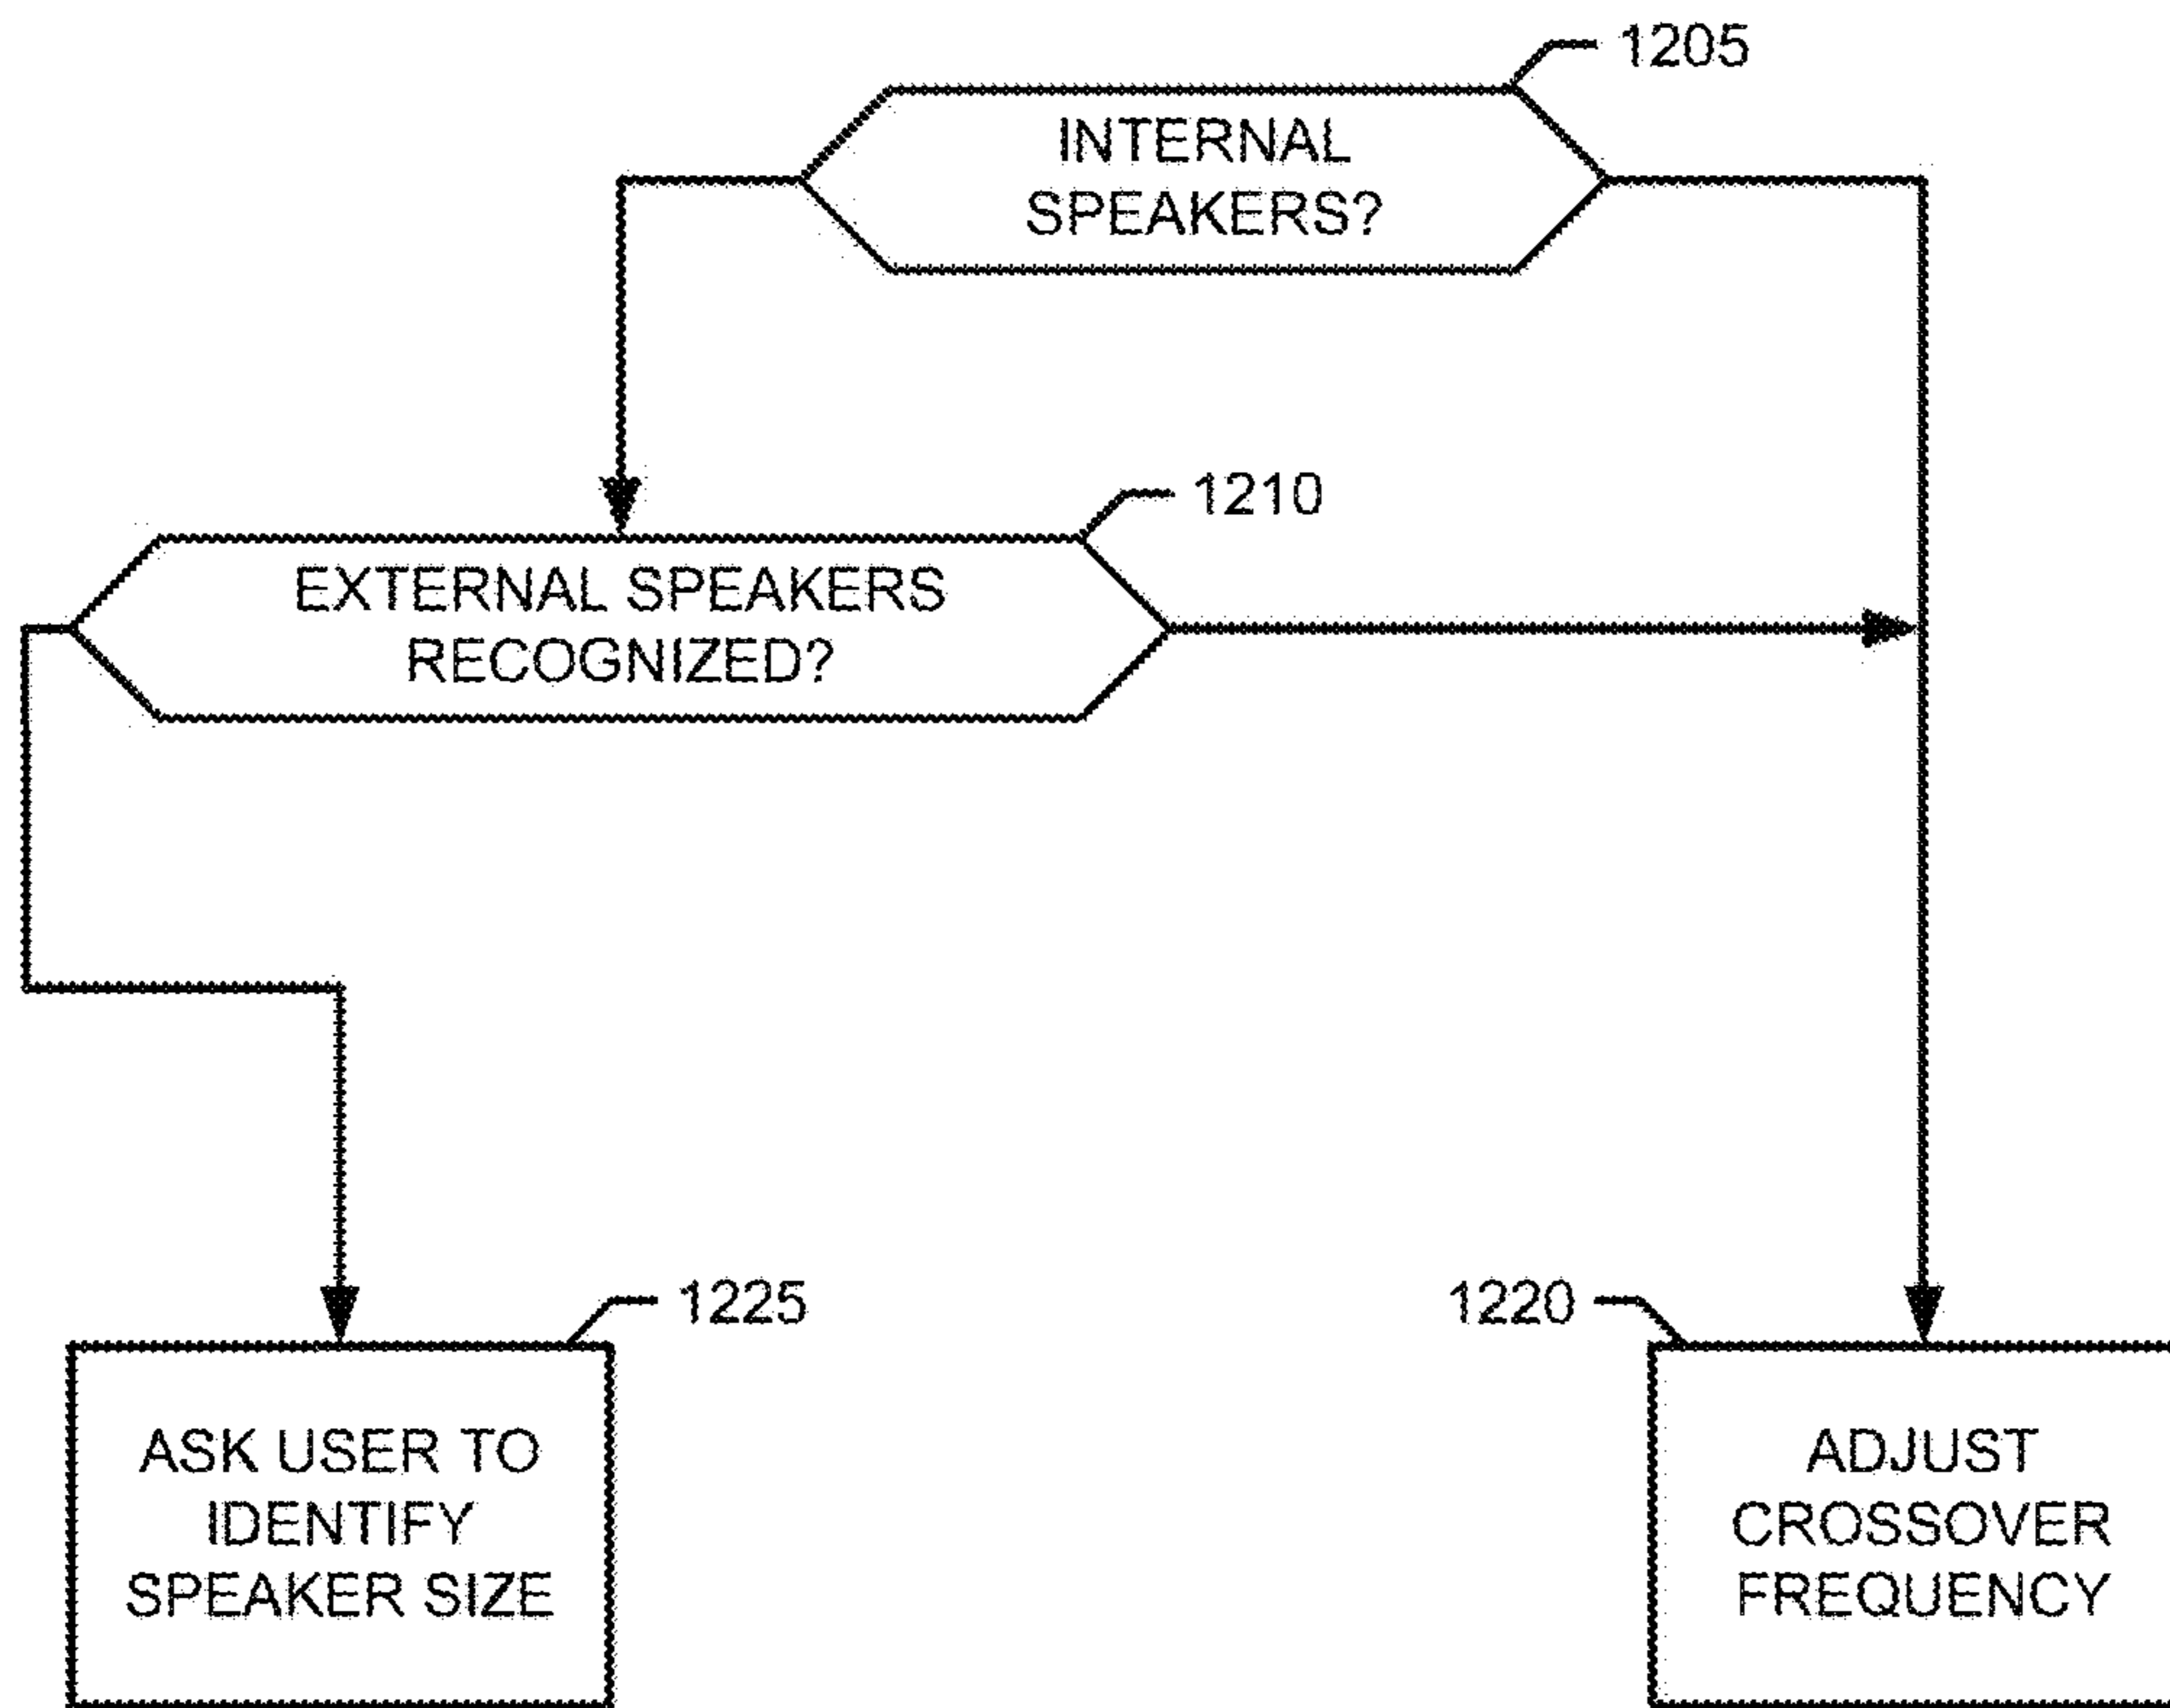 1205
INTERNAL
SPEAKERS?
1210
EXTERNAL SPEAKERS
RECOGNIZED?
1225
ASK USER TO
IDENTIFY
SPEAKER SIZE
1220
ADJUST
CROSSOVER
FREQUENCY